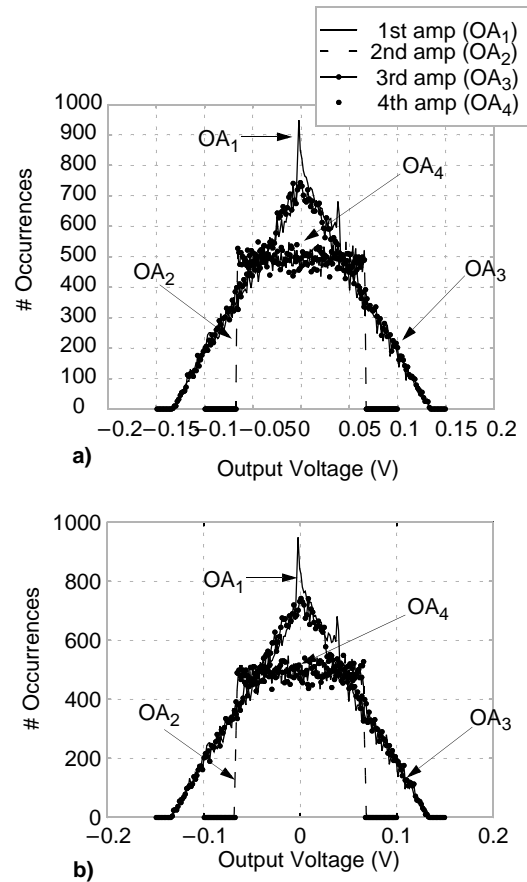 1st amp (OA1)
2nd amp (OA2)
3rd amp (OA3)
4th amp (OA4)
1000
900
800
700
600
500
400
300
200
100
0
# Occurrences
OA1
OA4
OA2
OA3
−0.2 −0.15 −0.1 −0.05 0 0.05 0.1 0.15 0.2
a)
Output Voltage (V)
1000
800
600
400
200
0
# Occurrences
OA1
OA4
OA2
OA3
−0.2 −0.1 0 0.1 0.2
b)
Output Voltage (V)